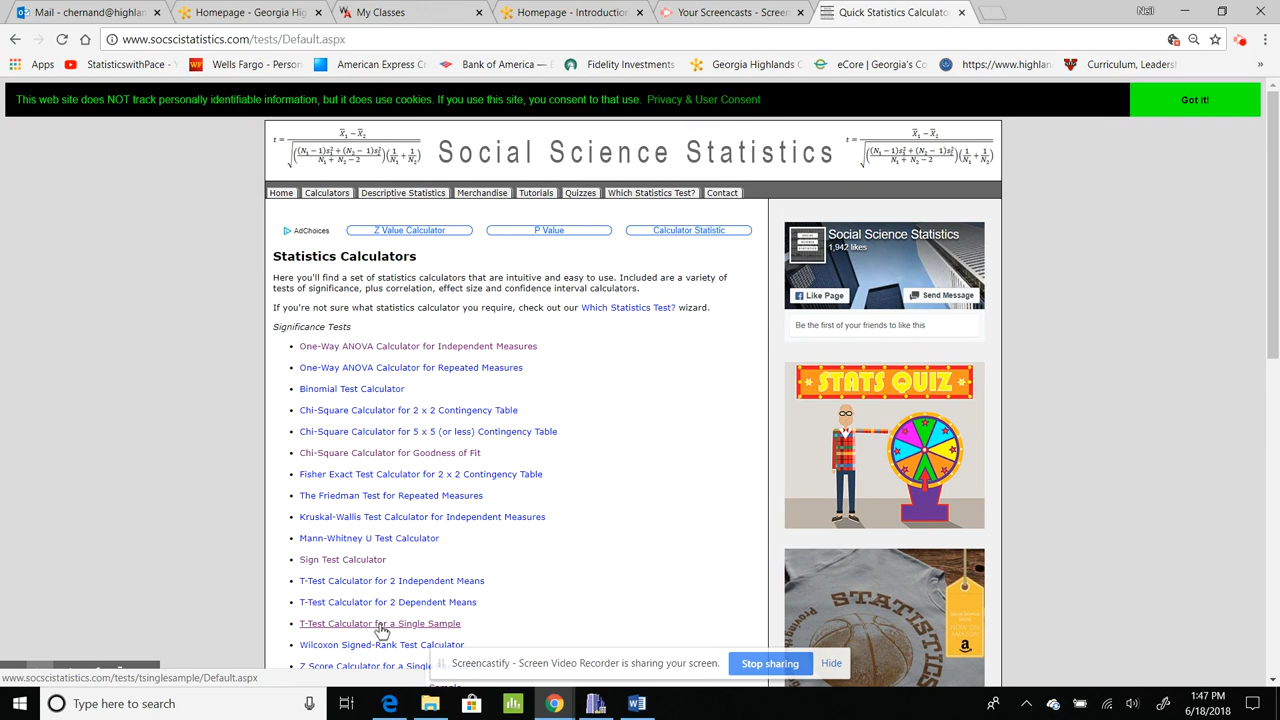 Mail - chernand@highlan
Homepage - Georgia Hig
My Classes
Homepage - Introduction
Your Screencasts - Screen
Quick Statistics Calculato
Neil
www.socscistatistics.com/tests/Default.aspx
Apps
StatisticswithPace -
Wells Fargo - Person
American Express Cr
Bank of America —
Fidelity Investments
Georgia Highlands C
eCore | Georgia's Co
https://www.highlan
Curriculum, Leadersh
»
This web site does NOT track personally identifiable information, but it does use cookies. If you use this site, you consent to that use. Privacy & User Consent
Got it!
Social Science Statistics
Home
Calculators
Descriptive Statistics
Merchandise
Tutorials
Quizzes
Which Statistics Test?
Contact
AdChoices
Z Value Calculator
P Value
Calculator Statistic
Statistics Calculators
Here you'll find a set of statistics calculators that are intuitive and easy to use. Included are a variety of
tests of significance, plus correlation, effect size and confidence interval calculators.
If you're not sure what statistics calculator you require, check out our Which Statistics Test? wizard.
Significance Tests
• One-Way ANOVA Calculator for Independent Measures
• One-Way ANOVA Calculator for Repeated Measures
• Binomial Test Calculator
• Chi-Square Calculator for 2 x 2 Contingency Table
• Chi-Square Calculator for 5 x 5 (or less) Contingency Table
• Chi-Square Calculator for Goodness of Fit
• Fisher Exact Test Calculator for 2 x 2 Contingency Table
• The Friedman Test for Repeated Measures
• Kruskal-Wallis Test Calculator for Independent Measures
• Mann-Whitney U Test Calculator
• Sign Test Calculator
• T-Test Calculator for 2 Independent Means
• T-Test Calculator for 2 Dependent Means
• T-Test Calculator for a Single Sample
• Wilcoxon Signed-Rank Test Calculator
• Z Score Calculator for a Single
Social Science Statistics
1,942 likes
Like Page
Send Message
Be the first of your friends to like this
STATS QUIZ
STATISTICS
Screencastify - Screen Video Recorder is sharing your screen.
Stop sharing
Hide
www.socscistatistics.com/tests/tsinglesample/Default.aspx
Type here to search
1:47 PM
6/18/2018